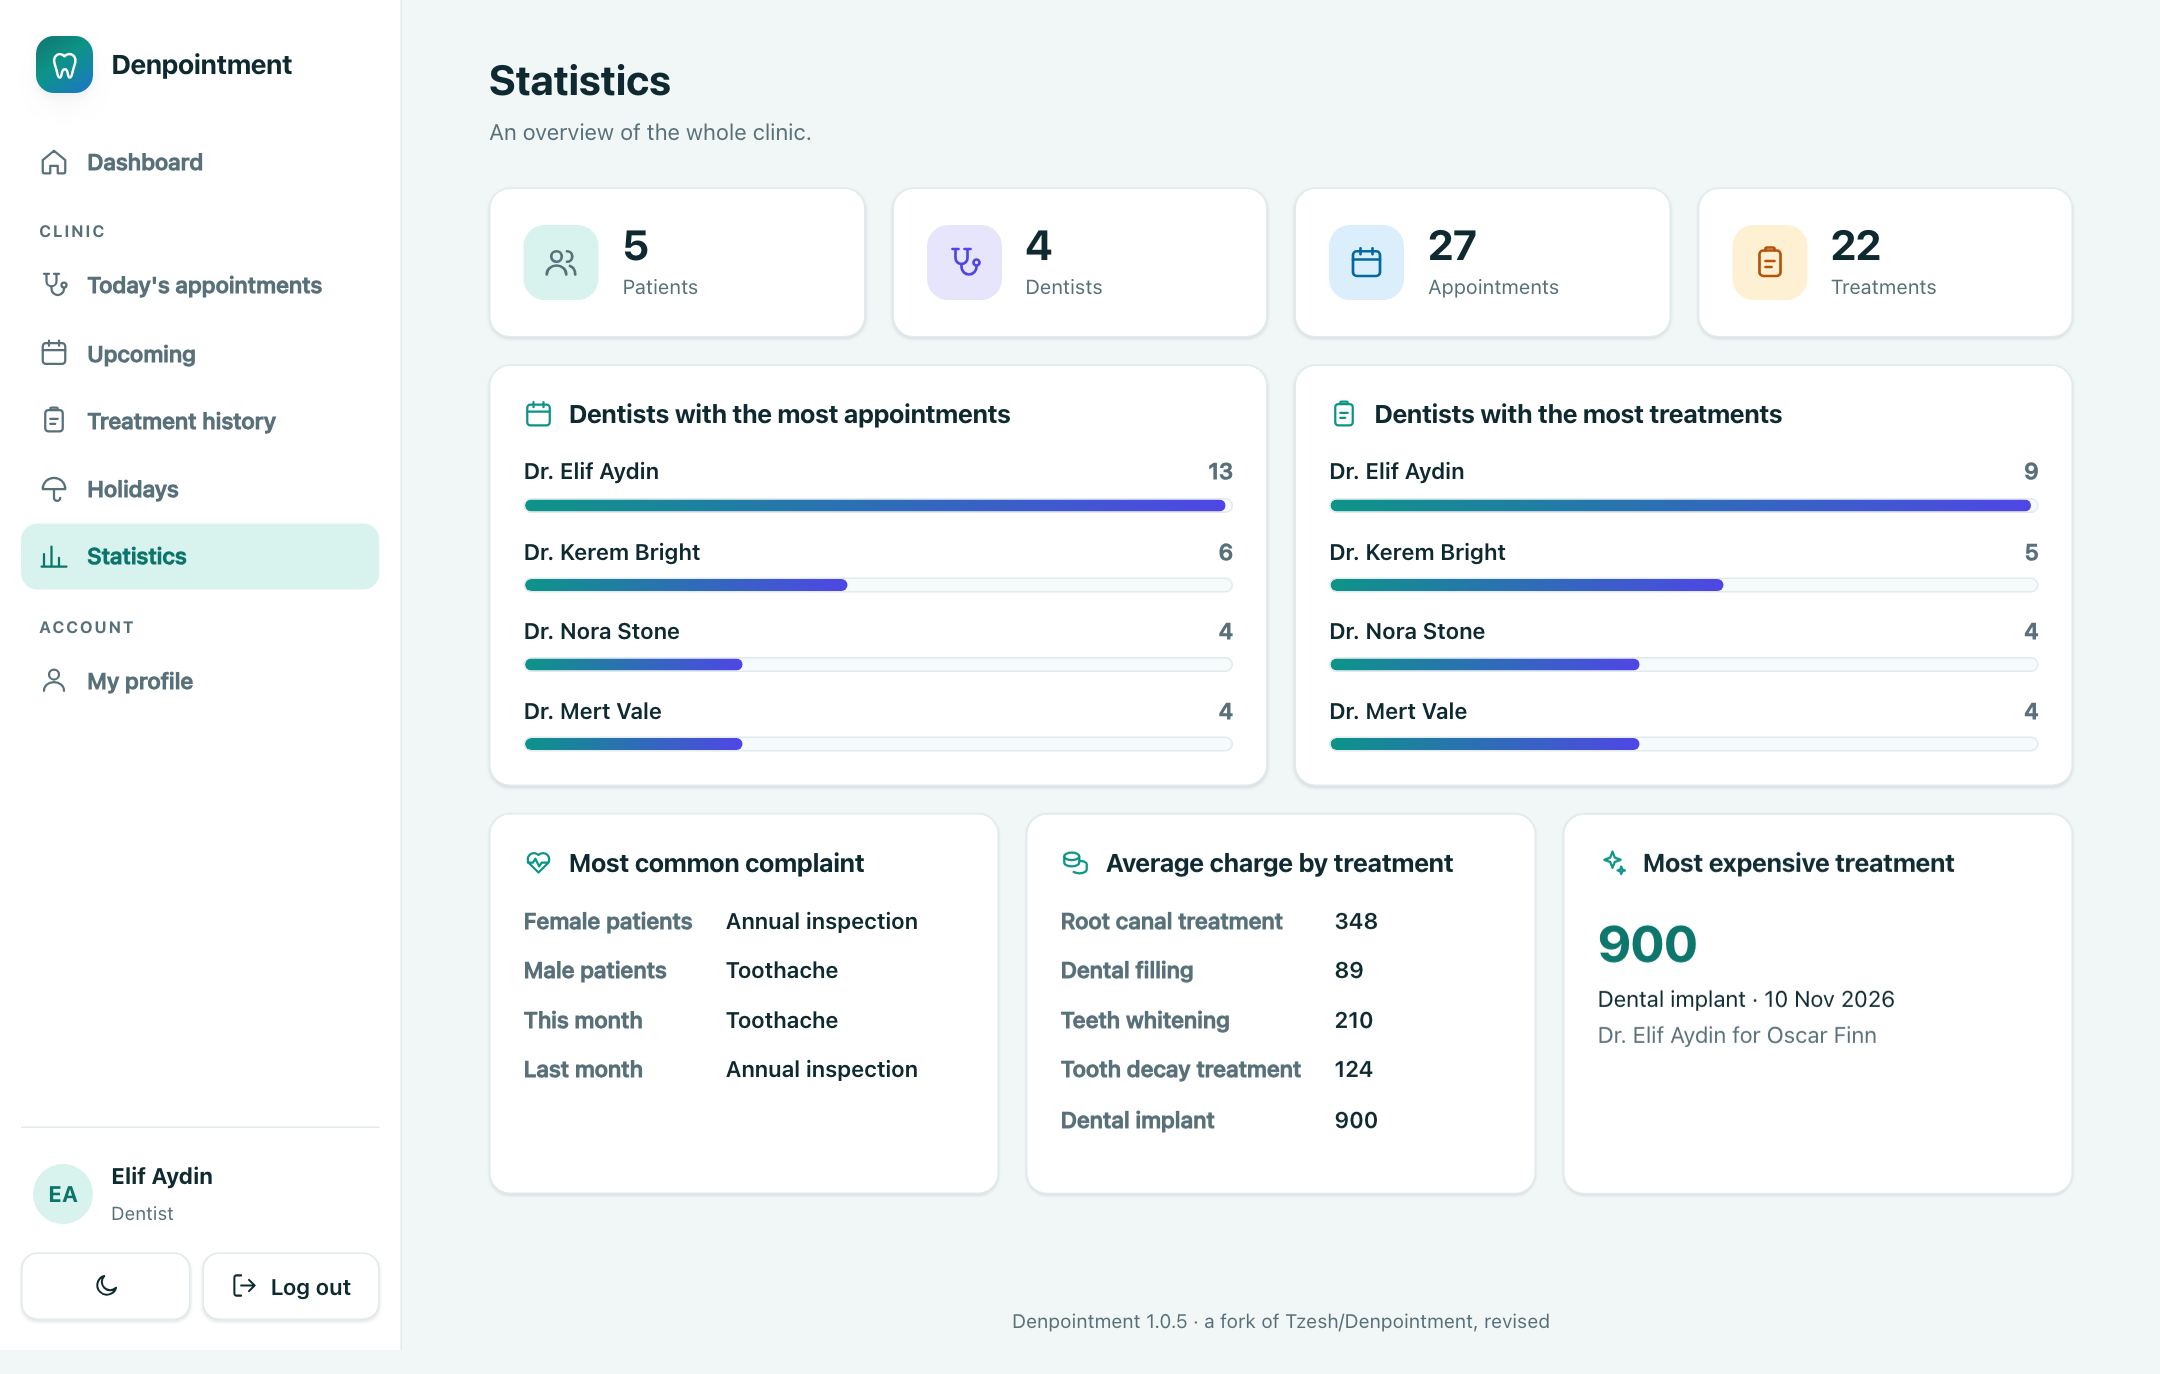 Denpointment
Dashboard
CLINIC
Today's appointments
Upcoming
Treatment history
Holidays
Statistics
ACCOUNT
My profile
EA
Elif Aydin
Dentist
Log out
Statistics
An overview of the whole clinic.
5
Patients
4
Dentists
27
Appointments
22
Treatments
Dentists with the most appointments
Dr. Elif Aydin 13
Dr. Kerem Bright 6
Dr. Nora Stone 4
Dr. Mert Vale 4
Dentists with the most treatments
Dr. Elif Aydin 9
Dr. Kerem Bright 5
Dr. Nora Stone 4
Dr. Mert Vale 4
Most common complaint
Female patients Annual inspection
Male patients Toothache
This month Toothache
Last month Annual inspection
Average charge by treatment
Root canal treatment 348
Dental filling 89
Teeth whitening 210
Tooth decay treatment 124
Dental implant 900
Most expensive treatment
900
Dental implant · 10 Nov 2026
Dr. Elif Aydin for Oscar Finn
Denpointment 1.0.5 · a fork of Tzesh/Denpointment, revised